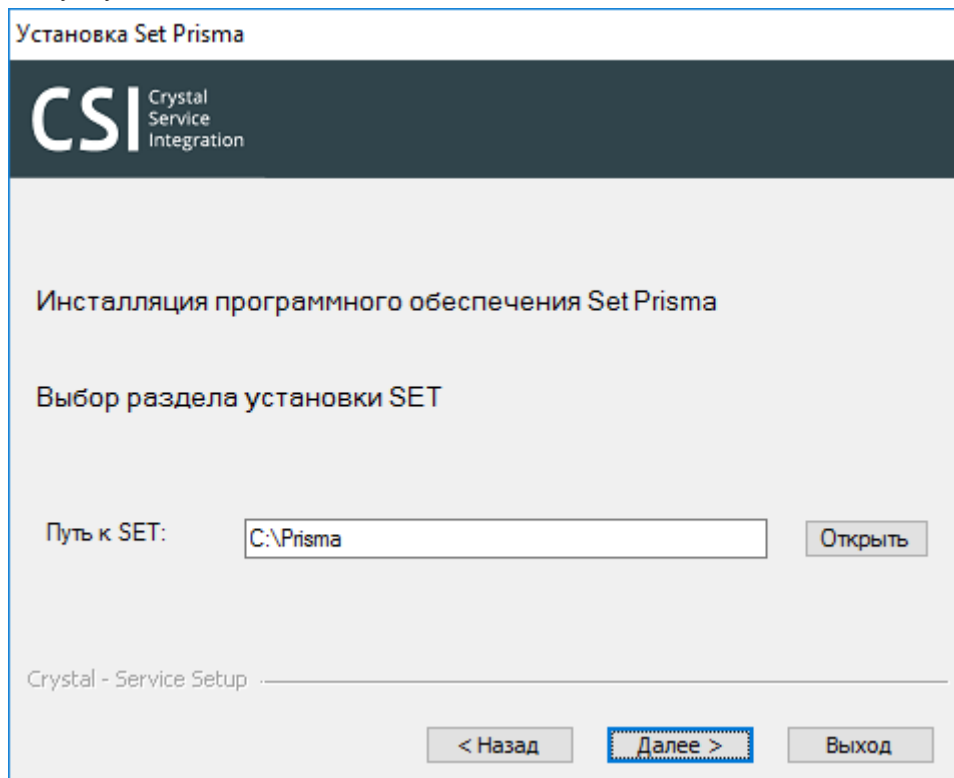 Установка Set Prisma
CSI
Crystal
Service
Integration
Инсталляция программного обеспечения Set Prisma
Выбор раздела установки SET
Путь к SET:
C:\Prisma
Открыть
Crystal - Service Setup
< Назад
Далее >
Выход